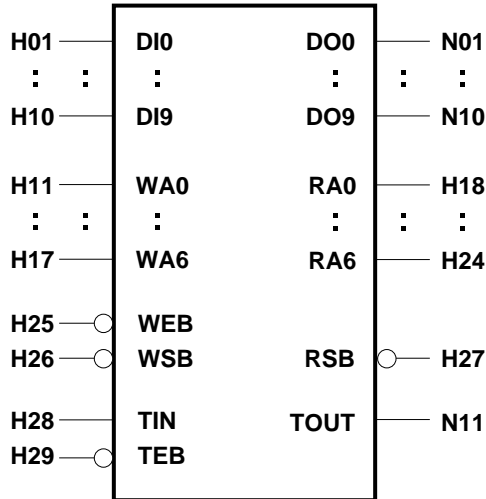 H01 DI0 DO0 N01
: : : : : :
H10 DI9 DO9 N10
H11 WA0 RA0 H18
: : : : : :
H17 WA6 RA6 H24
H25 WEB
H26 WSB RSB H27
H28 TIN TOUT N11
H29 TEB